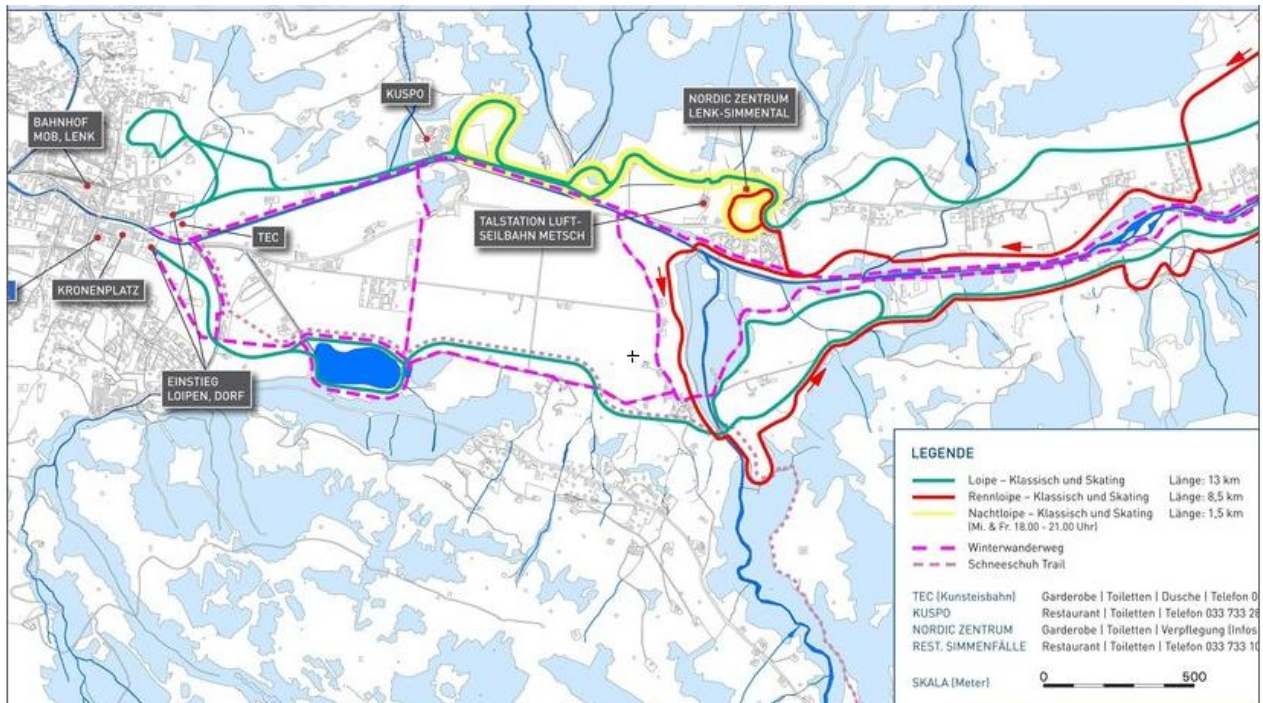 BAHNHOF
MOB, LENK
KUSPO
NORDIC ZENTRUM
LENK-SIMMENTAL
TALSTATION LUFT-
SEILBAHN METSCH
TEC
KRONENPLATZ
EINSTIEG
LOIPEN, DORF
LEGENDE
Loipe – Klassisch und Skating Länge: 13 km
Rennloipe – Klassisch und Skating Länge: 8,5 km
Nachtloipe – Klassisch und Skating Länge: 1,5 km
(Mi. & Fr. 18.00 - 21.00 Uhr)
Winterwanderweg
Schneeschuh Trail
TEC (Kunsteisbahn) Garderobe | Toiletten | Dusche | Telefon 0
KUSPO Restaurant | Toiletten | Telefon 033 733 28
NORDIC ZENTRUM Garderobe | Toiletten | Verpflegung (Infos
REST. SIMMENFÄLLE Restaurant | Toiletten | Telefon 033 733 10
SKALA (Meter) 0 500